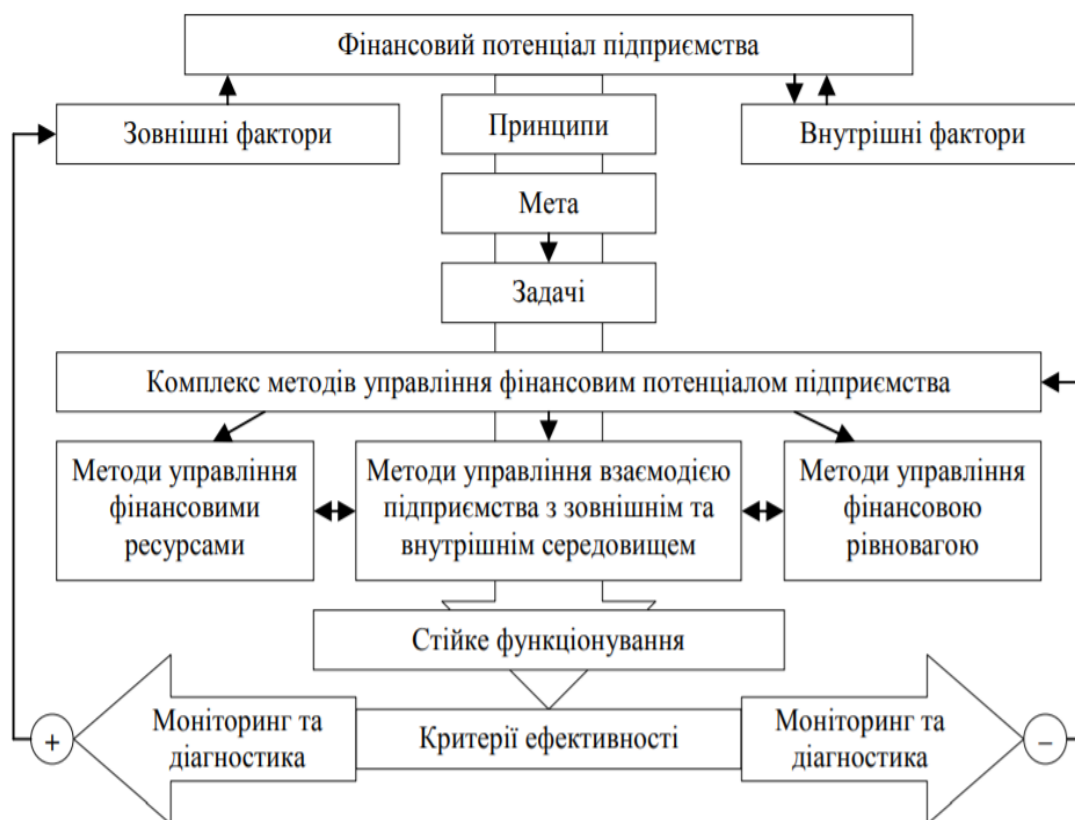 Фінансовий потенціал підприємства
Зовнішні фактори
Принципи
Внутрішні фактори
Мета
Задачі
Комплекс методів управління фінансовим потенціалом підприємства
Методи управління
фінансовими
ресурсами
Методи управління взаємодією
підприємства з зовнішнім та
внутрішнім середовищем
Методи управління
фінансовою
рівновагою
Стійке функціонування
+
Моніторинг та
діагностика
Критерії ефективності
Моніторинг та
діагностика
–